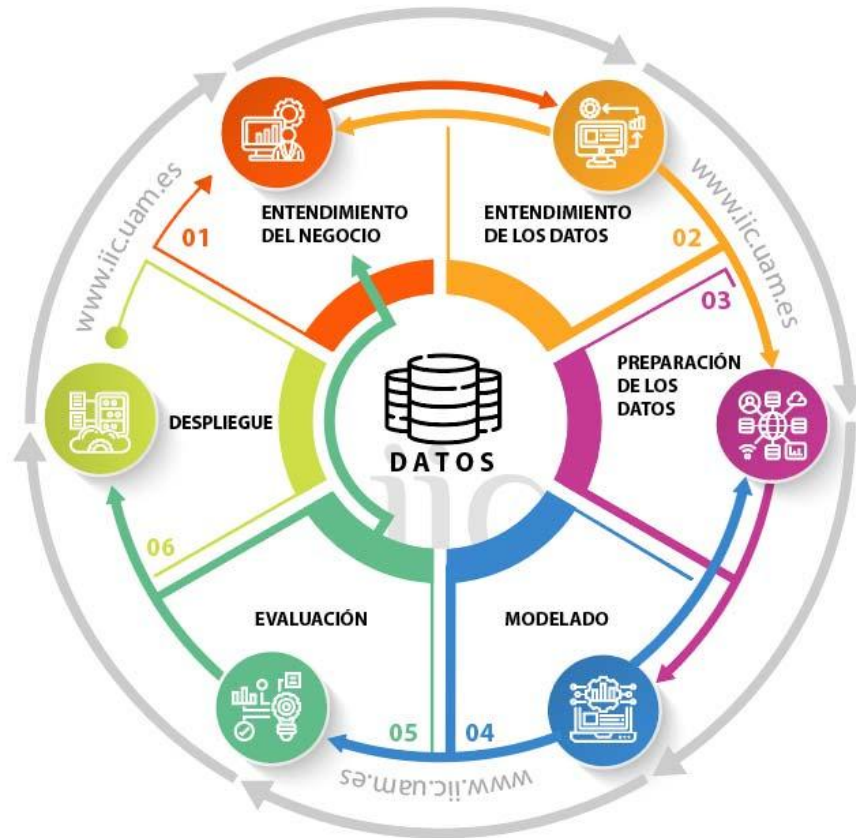 www.iic.uam.es
www.iic.uam.es
01
ENTENDIMIENTO
DEL NEGOCIO
ENTENDIMIENTO
DE LOS DATOS
02
03
PREPARACIÓN
DE LOS
DATOS
DESPLIEGUE
iic
DATOS
06
EVALUACIÓN
MODELADO
05
04
www.iic.uam.es